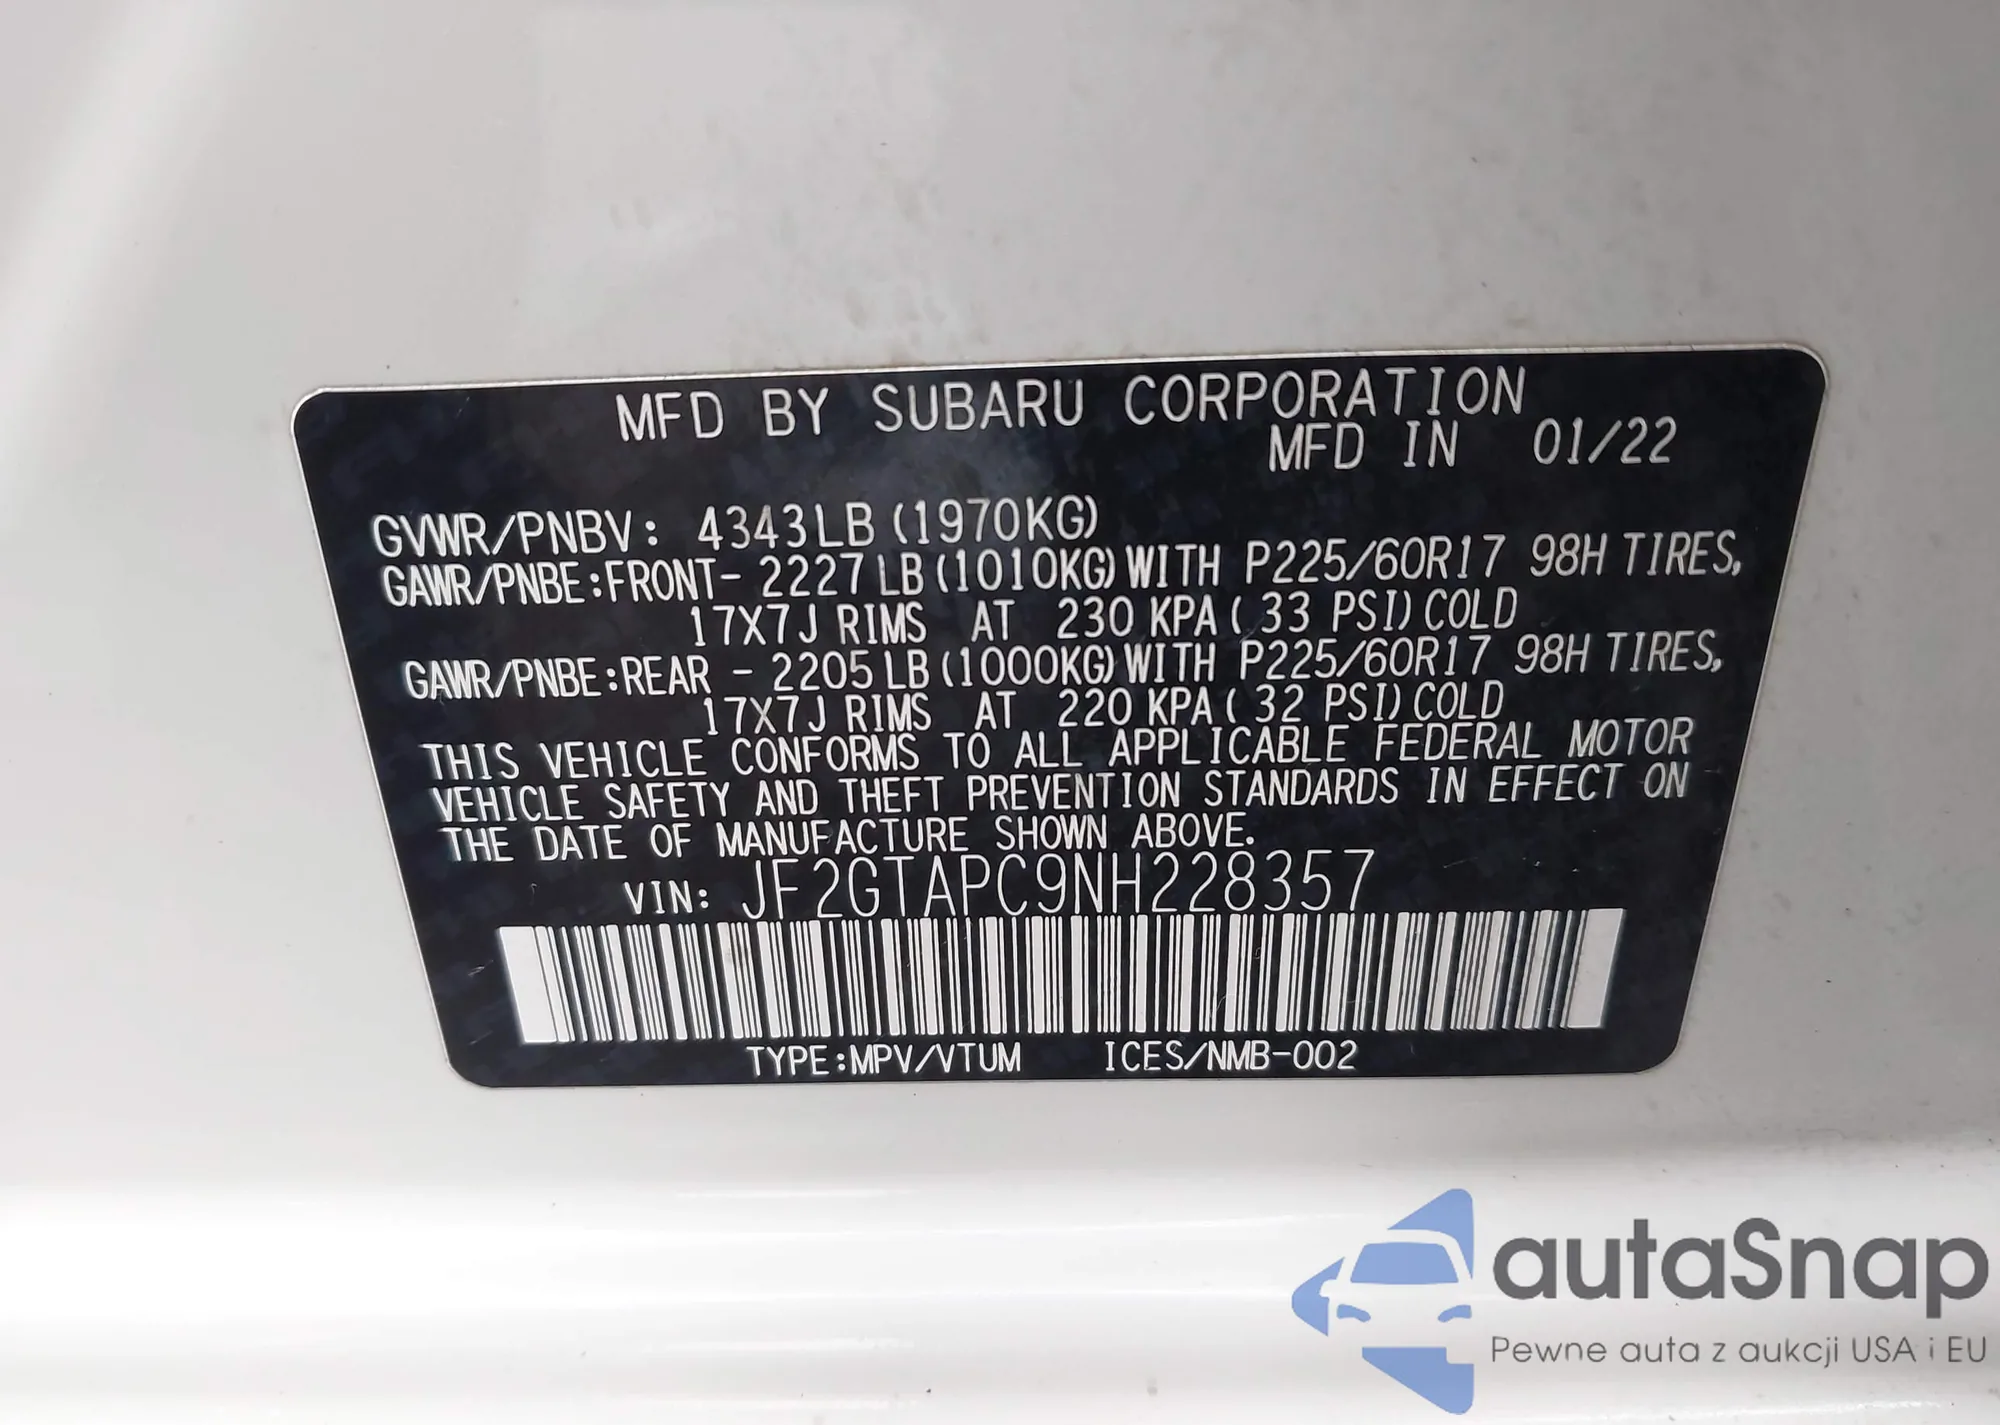 MFD BY SUBARU CORPORATION
MFD IN 01/22
GVWR/PNBV: 4343LB (1970KG)
GAWR/PNBE:FRONT- 2227 LB (1010KG) WITH P225/60R17 98H TIRES,
17X7J RIMS AT 230 KPA ( 33 PSI) COLD
GAWR/PNBE:REAR - 2205 LB (1000KG) WITH P225/60R17 98H TIRES,
17X7J RIMS AT 220 KPA ( 32 PSI) COLD
THIS VEHICLE CONFORMS TO ALL APPLICABLE FEDERAL MOTOR
VEHICLE SAFETY AND THEFT PREVENTION STANDARDS IN EFFECT ON
THE DATE OF MANUFACTURE SHOWN ABOVE.
VIN: JF2GTAPC9NH228357
TYPE:MPV/VTUM ICES/NMB-002
autaSnap
Pewne auta z aukcji USA i EU